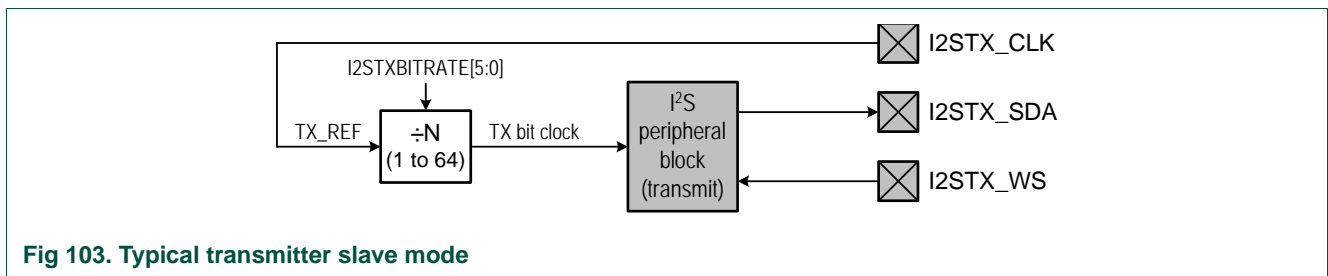 I2STX_CLK
I2STXBITRATE[5:0]
TX_REF
÷N
(1 to 64)
TX bit clock
I²S
peripheral
block
(transmit)
I2STX_SDA
I2STX_WS
Fig 103. Typical transmitter slave mode